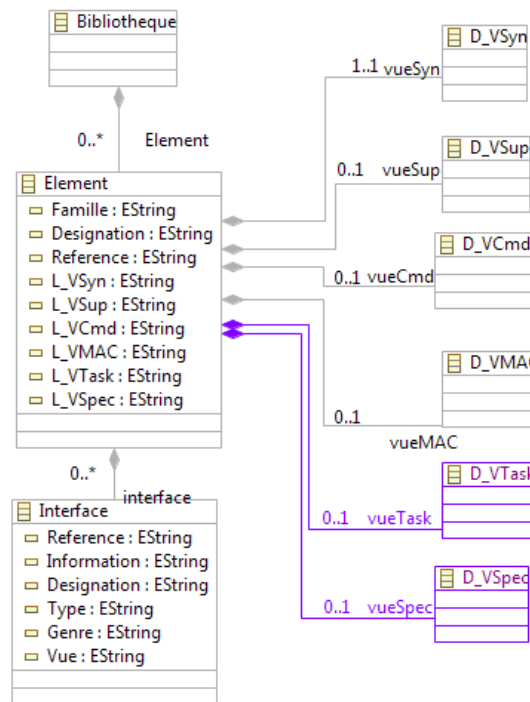 Bibliotheque
0..*
Element
Element
Famille : EString
Designation : EString
Reference : EString
L_VSyn : EString
L_VSup : EString
L_VCmd : EString
L_VMAC : EString
L_VTask : EString
L_VSpec : EString
0..*
interface
Interface
Reference : EString
Information : EString
Designation : EString
Type : EString
Genre : EString
Vue : EString
D_VSyn
1..1 vueSyn
D_VSup
0..1 vueSup
D_VCmd
0..1 vueCmd
D_VMAC
0..1
vueMAC
D_VTask
0..1 vueTask
D_VSpec
0..1 vueSpec